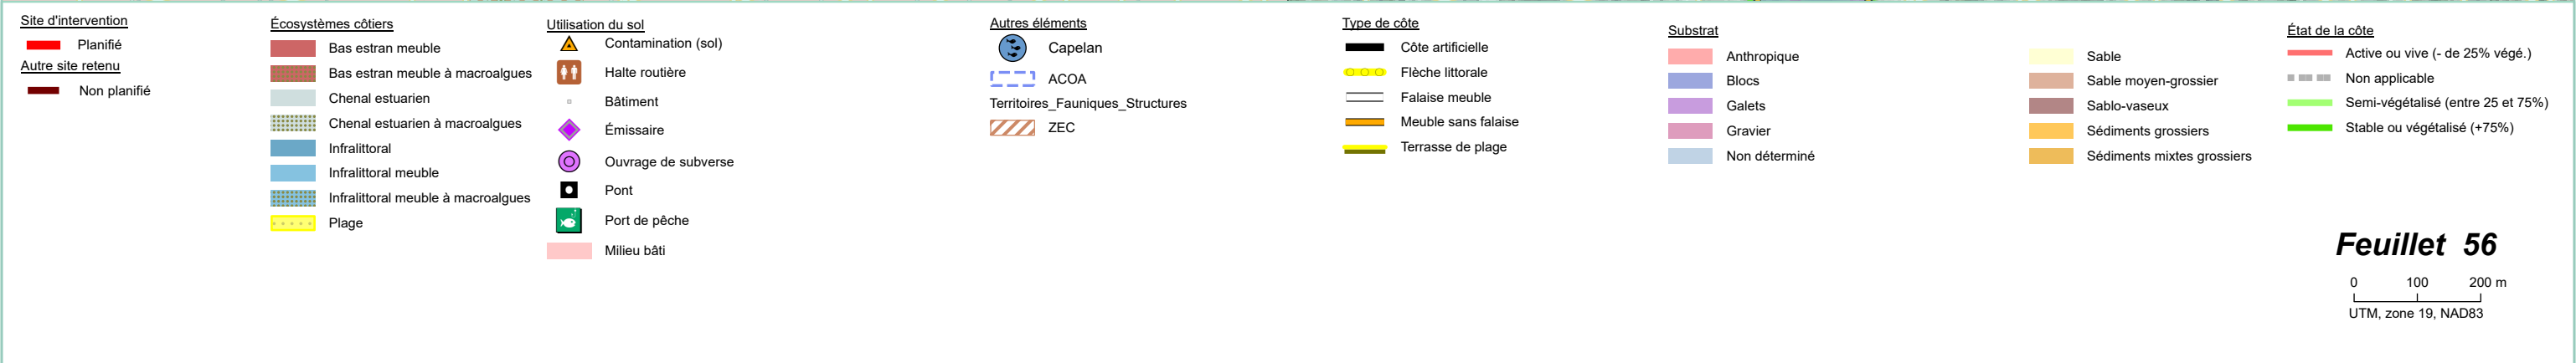 Site d'intervention
Planifié
Autre site retenu
Non planifié
Écosystèmes côtiers
Bas estran meuble
Bas estran meuble à macroalgues
Chenal estuarien
Chenal estuarien à macroalgues
Infralittoral
Infralittoral meuble
Infralittoral meuble à macroalgues
Plage
Utilisation du sol
Contamination (sol)
Halte routière
Bâtiment
Émissaire
Ouvrage de subverse
Pont
Port de pêche
Milieu bâti
Autres éléments
Capelan
ACOA
Territoires_Fauniques_Structures
ZEC
Type de côte
Côte artificielle
Flèche littorale
Falaise meuble
Meuble sans falaise
Terrasse de plage
Substrat
Anthropique
Blocs
Galets
Gravier
Non déterminé
Sable
Sable moyen-grossier
Sablo-vaseux
Sédiments grossiers
Sédiments mixtes grossiers
État de la côte
Active ou vive (- de 25% végé.)
Non applicable
Semi-végétalisé (entre 25 et 75%)
Stable ou végétalisé (+75%)
Feuillet 56
0 100 200 m
UTM, zone 19, NAD83